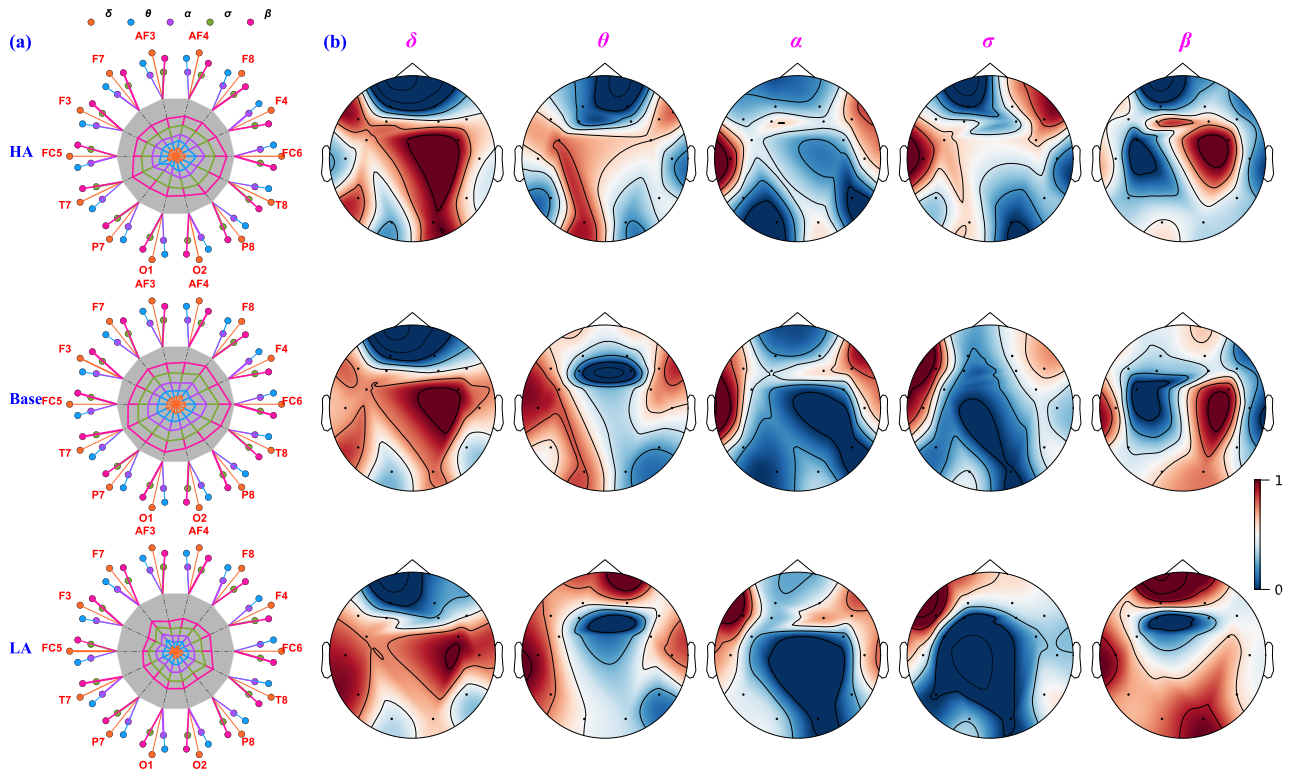 δ θ α σ β
(a) (b) δ θ α σ β
AF3 AF4
F7 F8
F3 F4
HA FC5 FC6
T7 T8
P7 P8
O1 O2
AF3 AF4
F7 F8
F3 F4
Base FC5 FC6
T7 T8
P7 P8
O1 O2
1
0
AF3 AF4
F7 F8
F3 F4
LA FC5 FC6
T7 T8
P7 P8
O1 O2